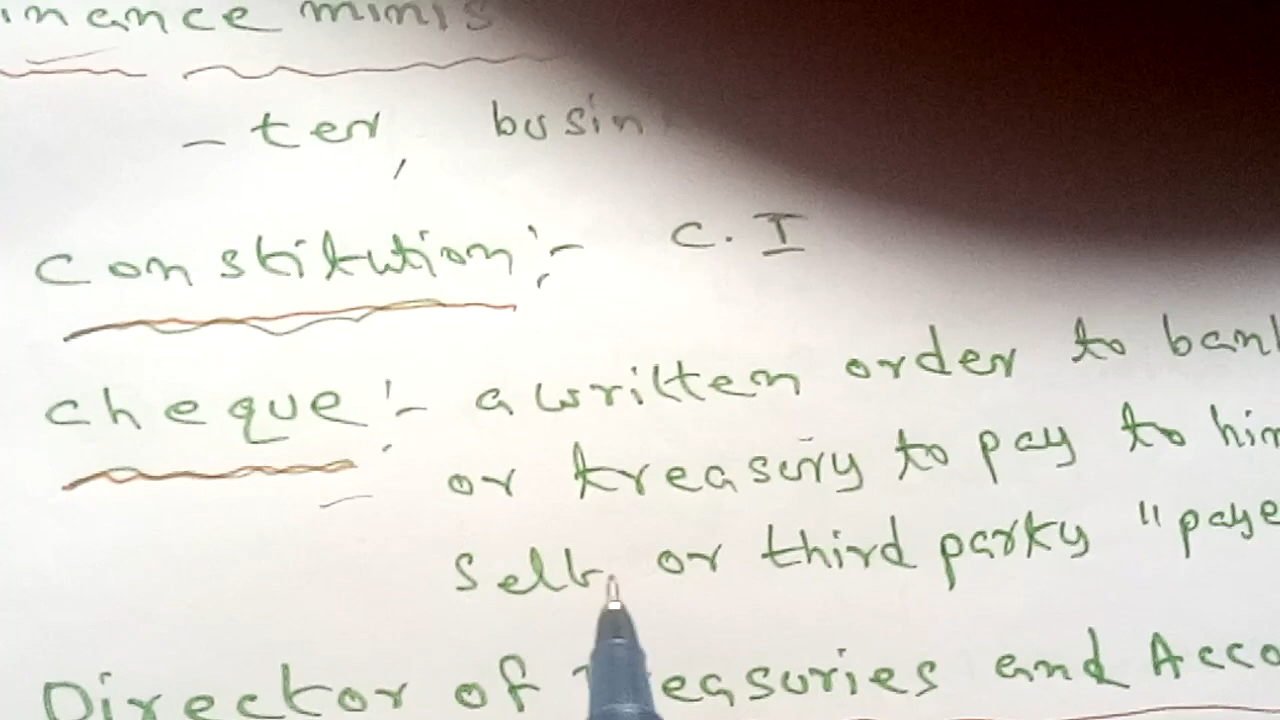 inance minis
- ter, busin
Constitution :- C. I
cheque :- a written order to bank
or treasury to pay to him
self or third party "paye
Director of Treasuries and Acco